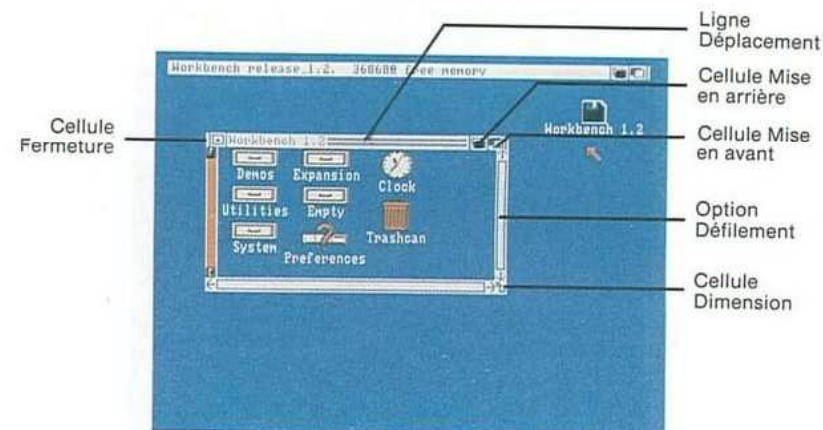 Ligne
Déplacement
Workbench release 1.2. 368680 free memory
Cellule Mise
en arrière
Workbench 1.2
Cellule
Fermeture
Workbench 1.2
Cellule Mise
en avant
Demos Expansion Clock
Utilities Empty
Option
Défilement
System Trashcan
Preferences
Cellule
Dimension